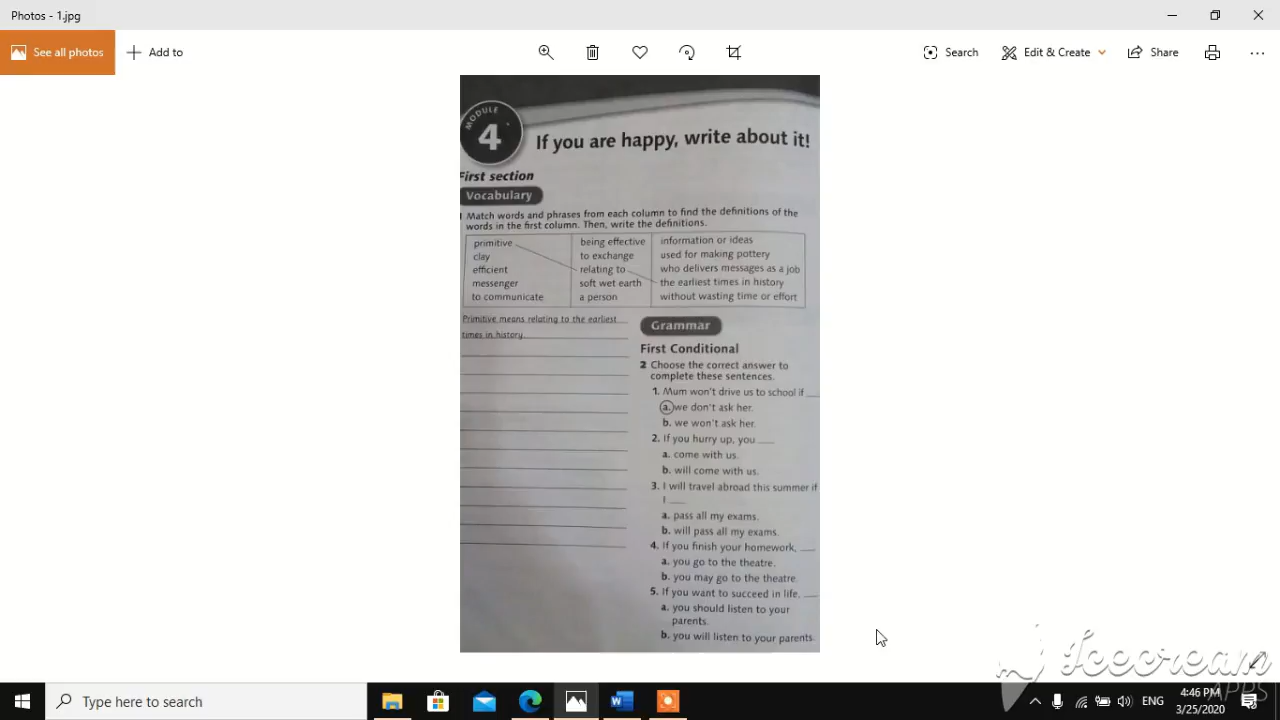 Photos - 1.jpg
See all photos
Add to
Search
Edit & Create
Share
MODULE
4
If you are happy, write about it!
First section
Vocabulary
Match words and phrases from each column to find the definitions of the
words in the first column. Then, write the definitions.
primitive being effective information or ideas
clay to exchange used for making pottery
efficient relating to who delivers messages as a job
messenger soft wet earth the earliest times in history
to communicate a person without wasting time or effort
Primitive means relating to the earliest
times in history
Grammar
First Conditional
2 Choose the correct answer to
complete these sentences.
1. Mum won't drive us to school if ___
a. we don't ask her.
b. we won't ask her.
2. If you hurry up, you ___
a. come with us.
b. will come with us.
3. I will travel abroad this summer if
I ___
a. pass all my exams.
b. will pass all my exams.
4. If you finish your homework, ___
a. you go to the theatre.
b. you may go to the theatre.
5. If you want to succeed in life, ___
a. you should listen to your
parents.
b. you will listen to your parents.
Icecream
APPS
Type here to search
ENG
4:46 PM
3/25/2020